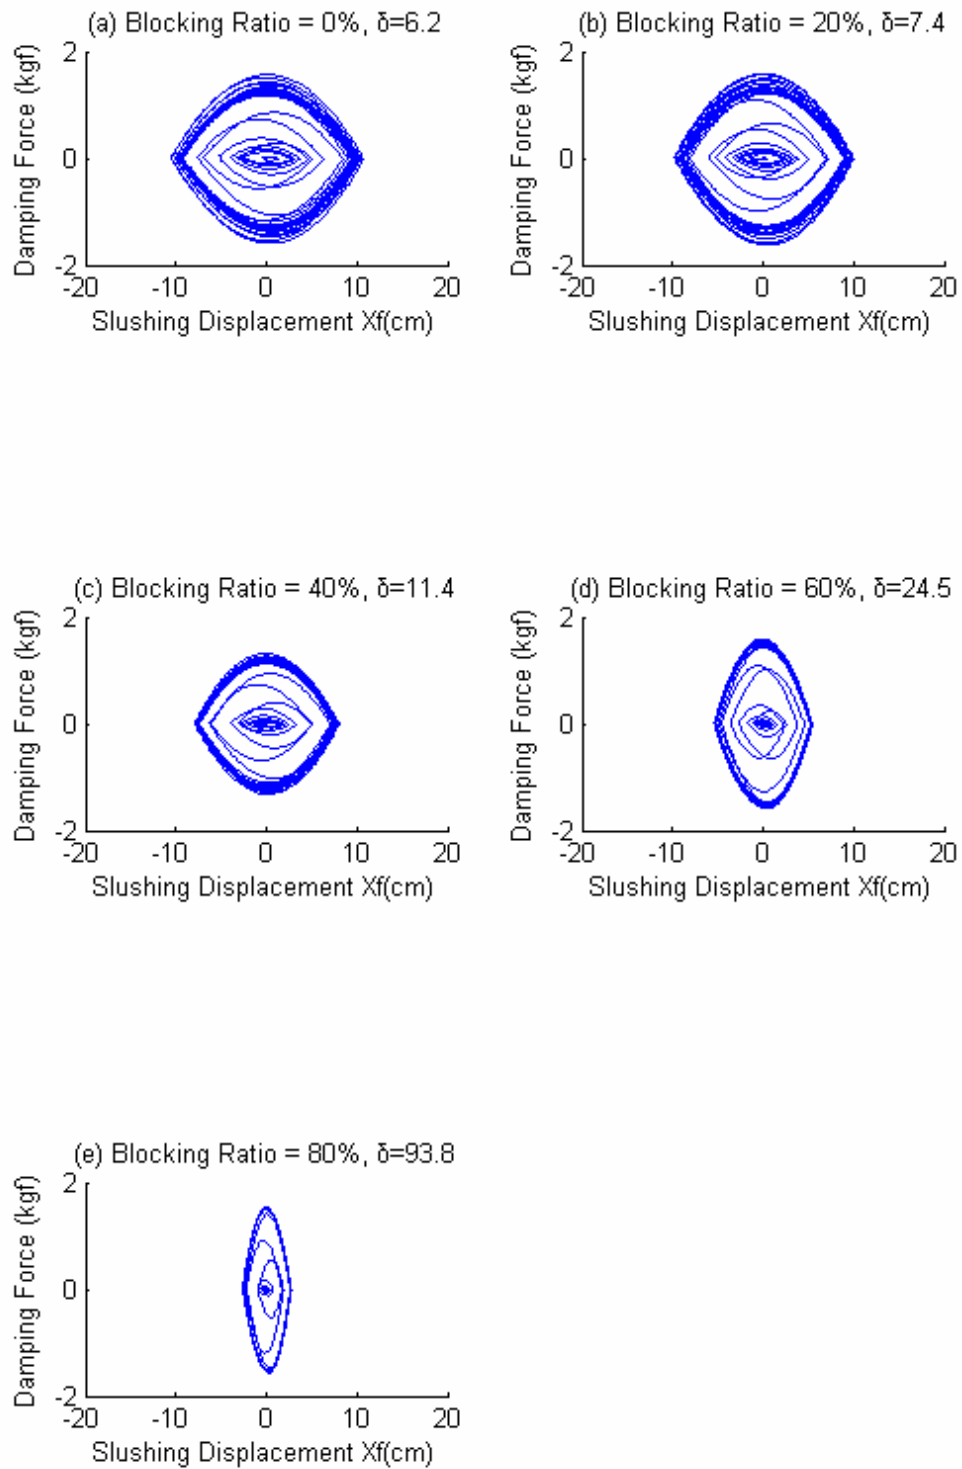 (a) Blocking Ratio = 0%, δ=6.2
2
0
-2
Damping Force (kgf)
-20 -10 0 10 20
Slushing Displacement Xf(cm)
(b) Blocking Ratio = 20%, δ=7.4
2
0
-2
Damping Force (kgf)
-20 -10 0 10 20
Slushing Displacement Xf(cm)
(c) Blocking Ratio = 40%, δ=11.4
2
0
-2
Damping Force (kgf)
-20 -10 0 10 20
Slushing Displacement Xf(cm)
(d) Blocking Ratio = 60%, δ=24.5
2
0
-2
Damping Force (kgf)
-20 -10 0 10 20
Slushing Displacement Xf(cm)
(e) Blocking Ratio = 80%, δ=93.8
2
0
-2
Damping Force (kgf)
-20 -10 0 10 20
Slushing Displacement Xf(cm)